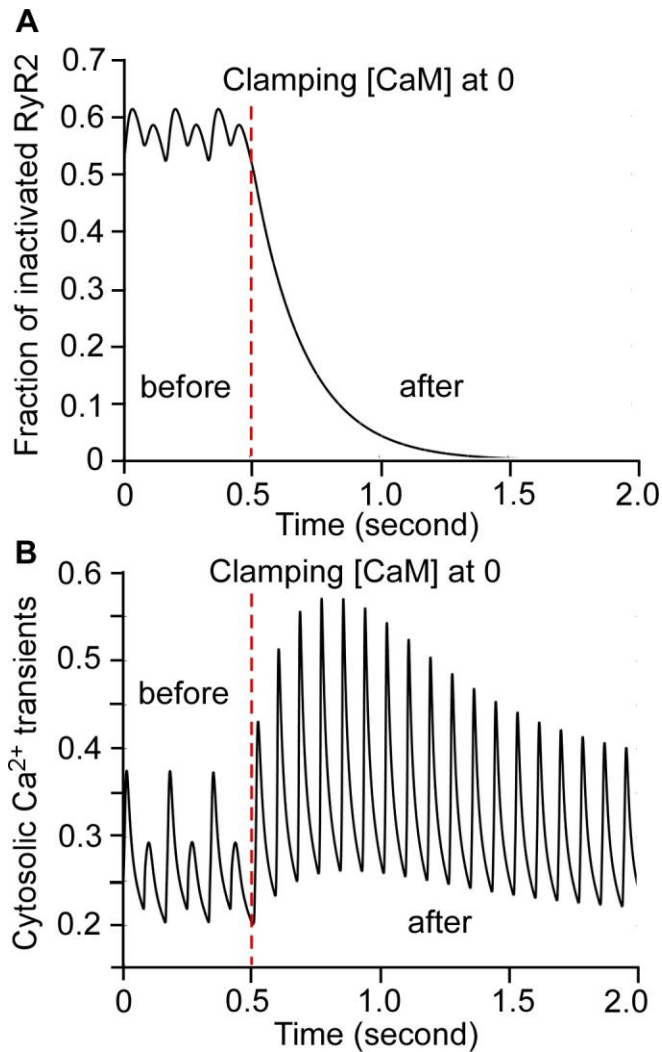 A
Clamping [CaM] at 0
Fraction of inactivated RyR2
0.7
0.6
0.5
0.4
0.3
0.2
0.1
0
before
after
0 0.5 1.0 1.5 2.0
Time (second)
B
Clamping [CaM] at 0
Cytosolic Ca²⁺ transients
0.6
0.5
0.4
0.3
0.2
before
after
0 0.5 1.0 1.5 2.0
Time (second)